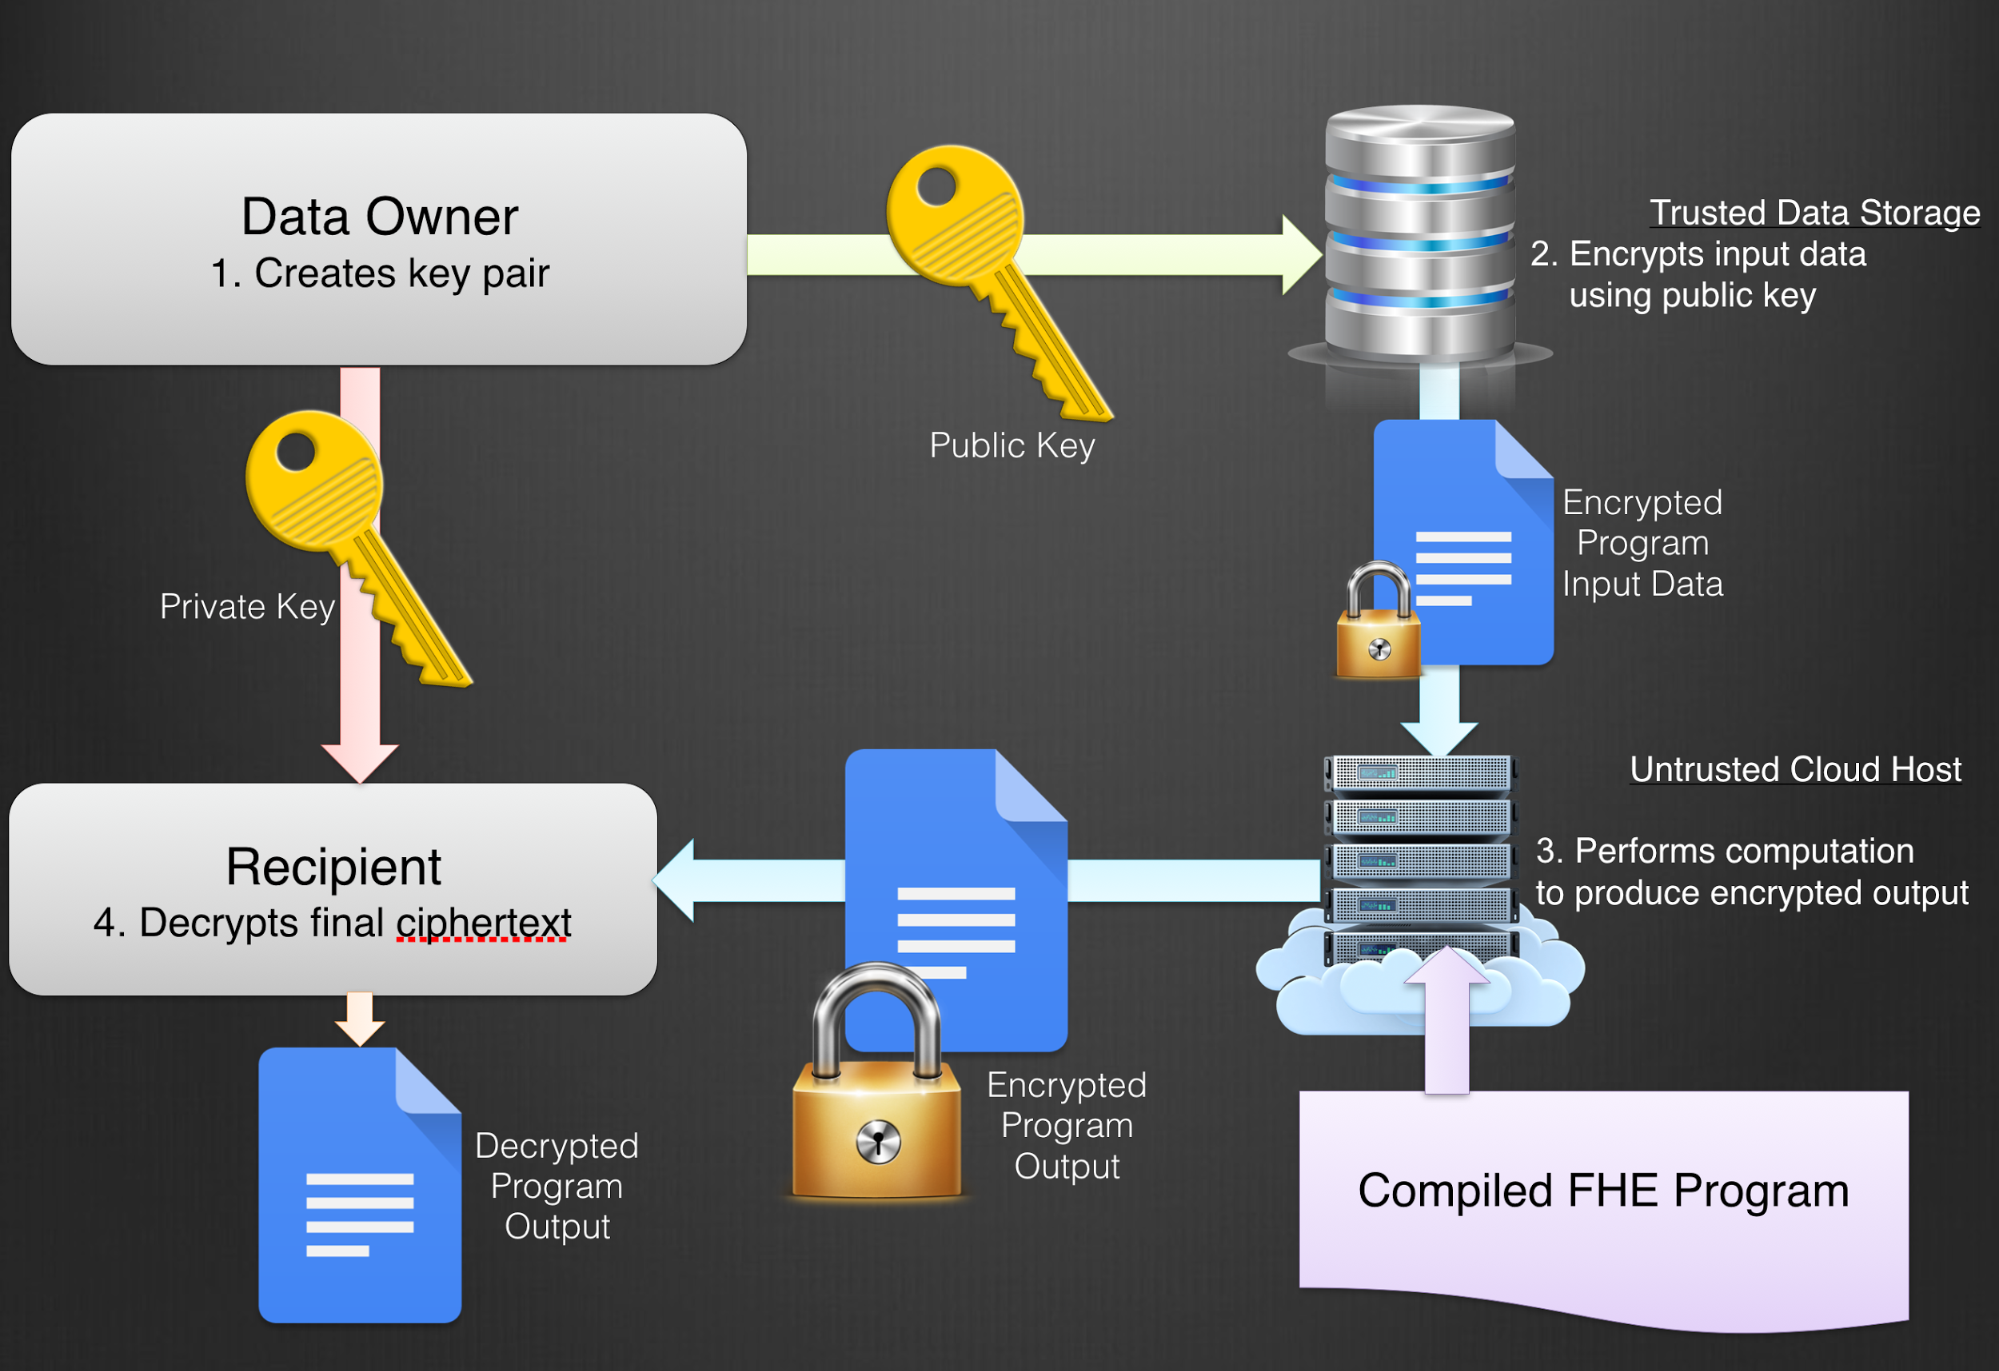 Data Owner
1. Creates key pair
Trusted Data Storage
2. Encrypts input data
using public key
Public Key
Private Key
Encrypted
Program
Input Data
Untrusted Cloud Host
3. Performs computation
to produce encrypted output
Recipient
4. Decrypts final ciphertext
Encrypted
Program
Output
Decrypted
Program
Output
Compiled FHE Program